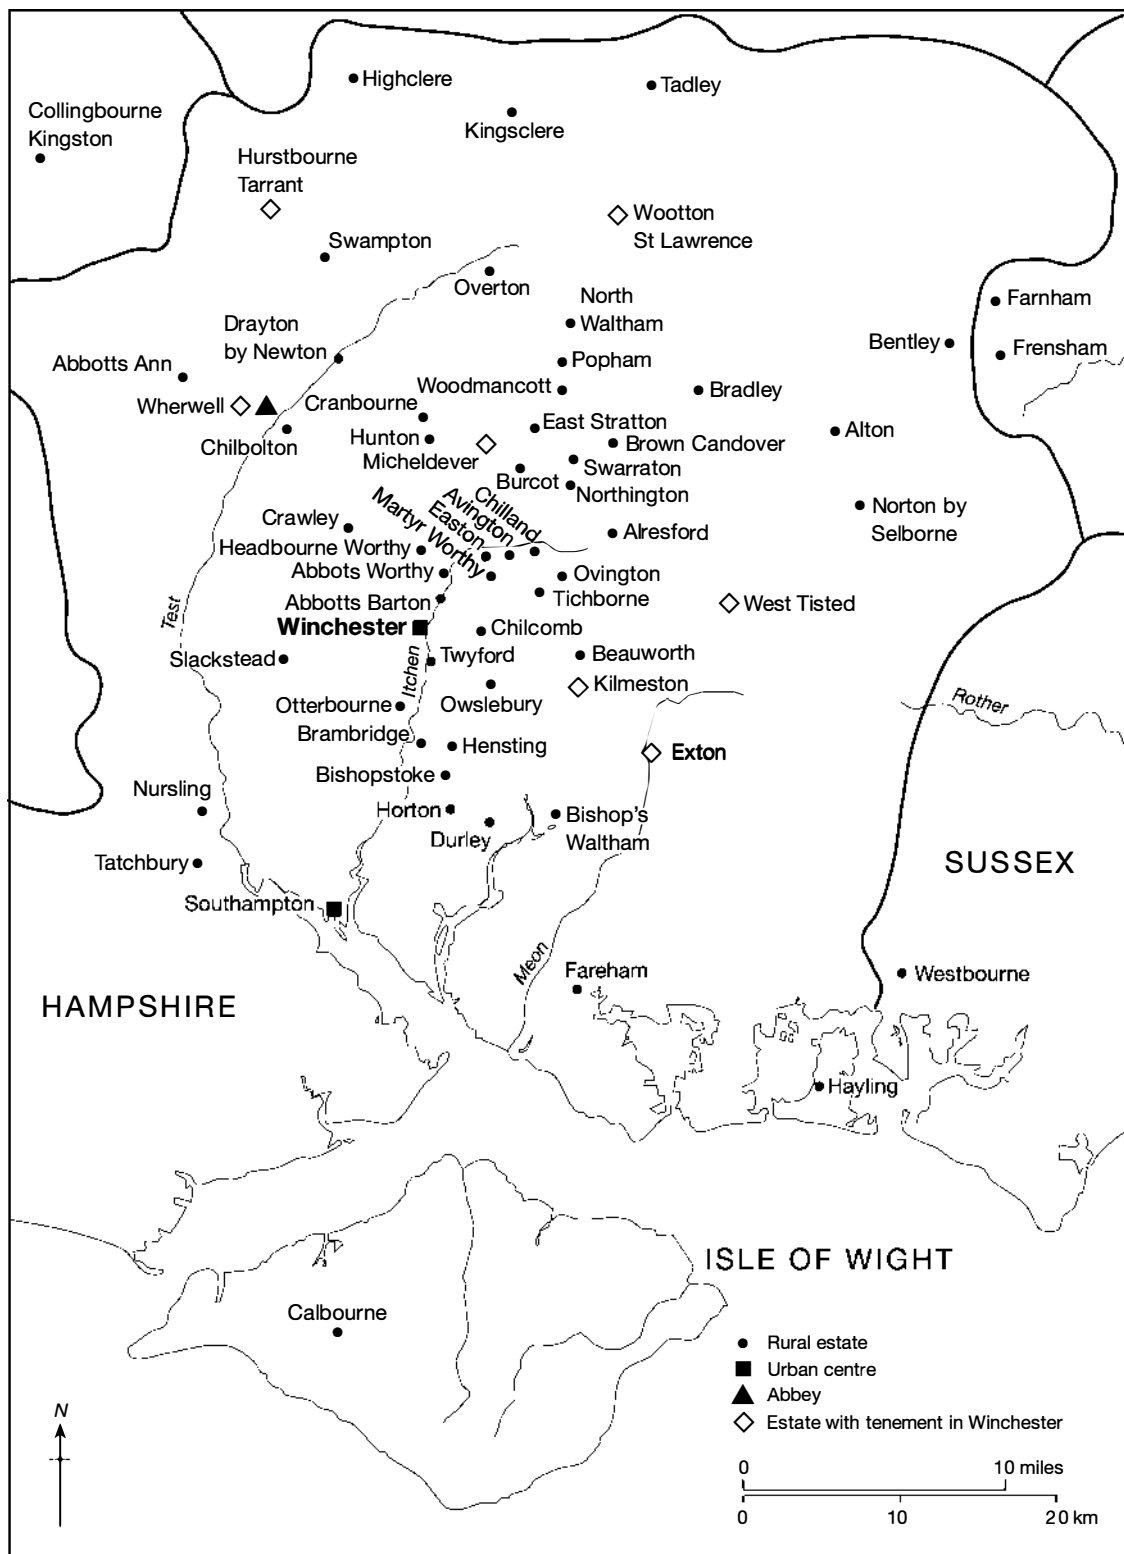 Highclere
Tadley
Collingbourne
Kingston
Kingsclere
Hurstbourne
Tarrant
Wootton
St Lawrence
Swampton
Overton
North
Waltham
Farnham
Drayton
by Newton
Bentley
Frensham
Abbotts Ann
Popham
Woodmancott
Bradley
Wherwell
Cranbourne
Chilbolton
East Stratton
Alton
Hunton
Brown Candover
Micheldever
Swarraton
Burcot
Northington
Chilland
Avington
Easton
Martyr Worthy
Norton by
Selborne
Crawley
Alresford
Headbourne Worthy
Abbots Worthy
Ovington
Tichborne
Abbotts Barton
West Tisted
Test
Winchester
Chilcomb
Slackstead
Twyford
Beauworth
Itchen
Kilmeston
Owslebury
Otterbourne
Rother
Brambridge
Hensting
Exton
Bishopstoke
Nursling
Horton
Durley
Bishop's
Waltham
Tatchbury
SUSSEX
Southampton
Meon
Fareham
Westbourne
HAMPSHIRE
Hayling
ISLE OF WIGHT
Calbourne
Rural estate
Urban centre
Abbey
Estate with tenement in Winchester
N
0 10 miles
0 10 20 km